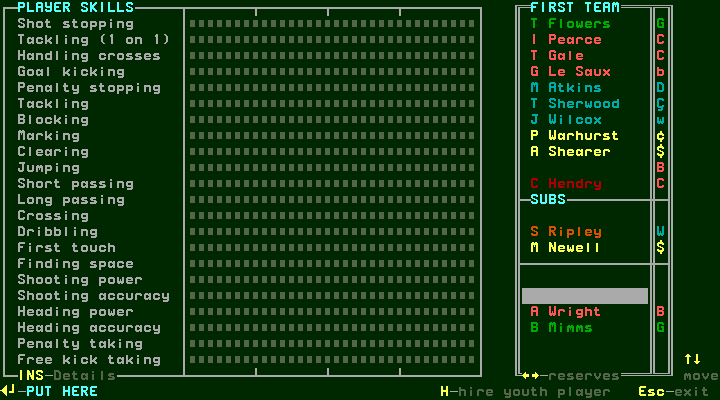 PLAYER SKILLS
Shot stopping
Tackling (1 on 1)
Handling crosses
Goal kicking
Penalty stopping
Tackling
Blocking
Marking
Clearing
Jumping
Short passing
Long passing
Crossing
Dribbling
First touch
Finding space
Shooting power
Shooting accuracy
Heading power
Heading accuracy
Penalty taking
Free kick taking
INS-Details
FIRST TEAM
T Flowers G
I Pearce C
T Gale C
G Le Saux b
M Atkins D
T Sherwood Ç
J Wilcox w
P Warhurst ¢
A Shearer $
B
C Hendry C
SUBS
S Ripley W
M Newell $
A Wright B
B Mimms G
↔-reserves
↑↓
move
↵-PUT HERE
H-hire youth player
Esc-exit